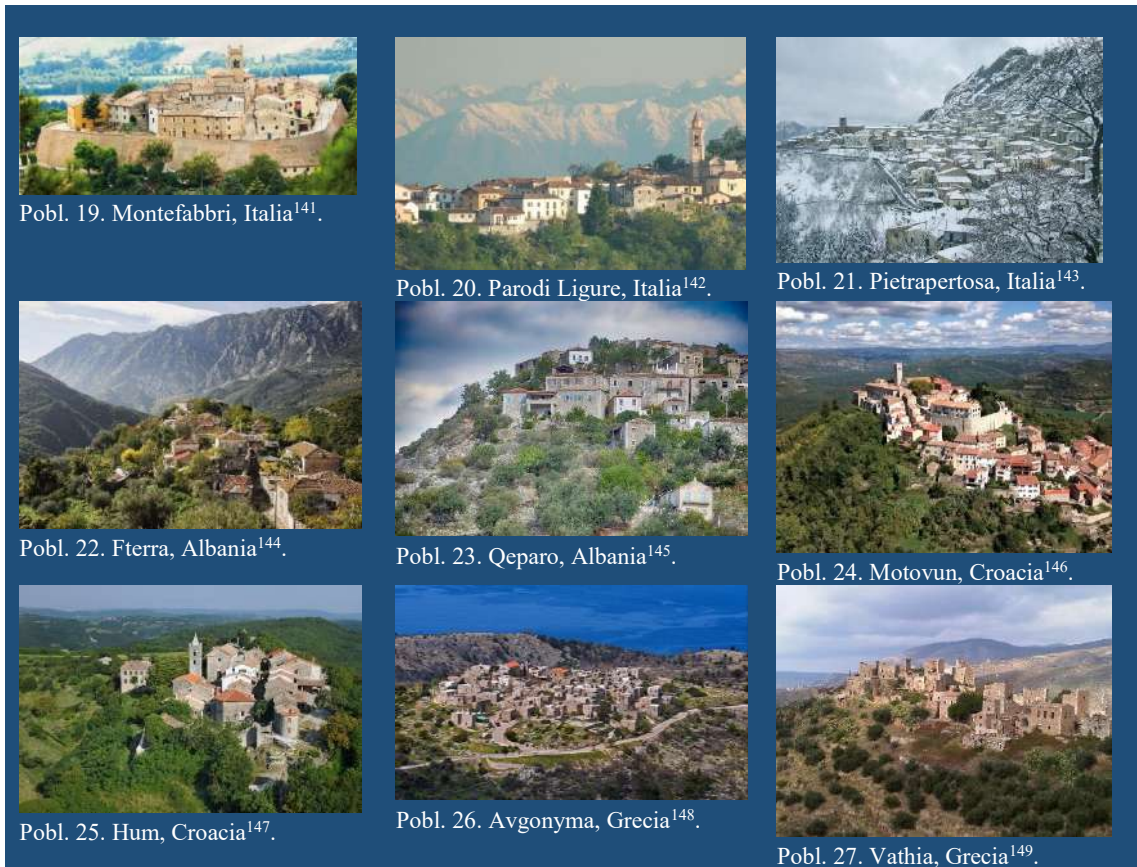 Pobl. 19. Montefabbri, Italia¹⁴¹.
Pobl. 20. Parodi Ligure, Italia¹⁴².
Pobl. 21. Pietrapertosa, Italia¹⁴³.
Pobl. 22. Fterra, Albania¹⁴⁴.
Pobl. 23. Qeparo, Albania¹⁴⁵.
Pobl. 24. Motovun, Croacia¹⁴⁶.
Pobl. 25. Hum, Croacia¹⁴⁷.
Pobl. 26. Avgonyma, Grecia¹⁴⁸.
Pobl. 27. Vathia, Grecia¹⁴⁹.